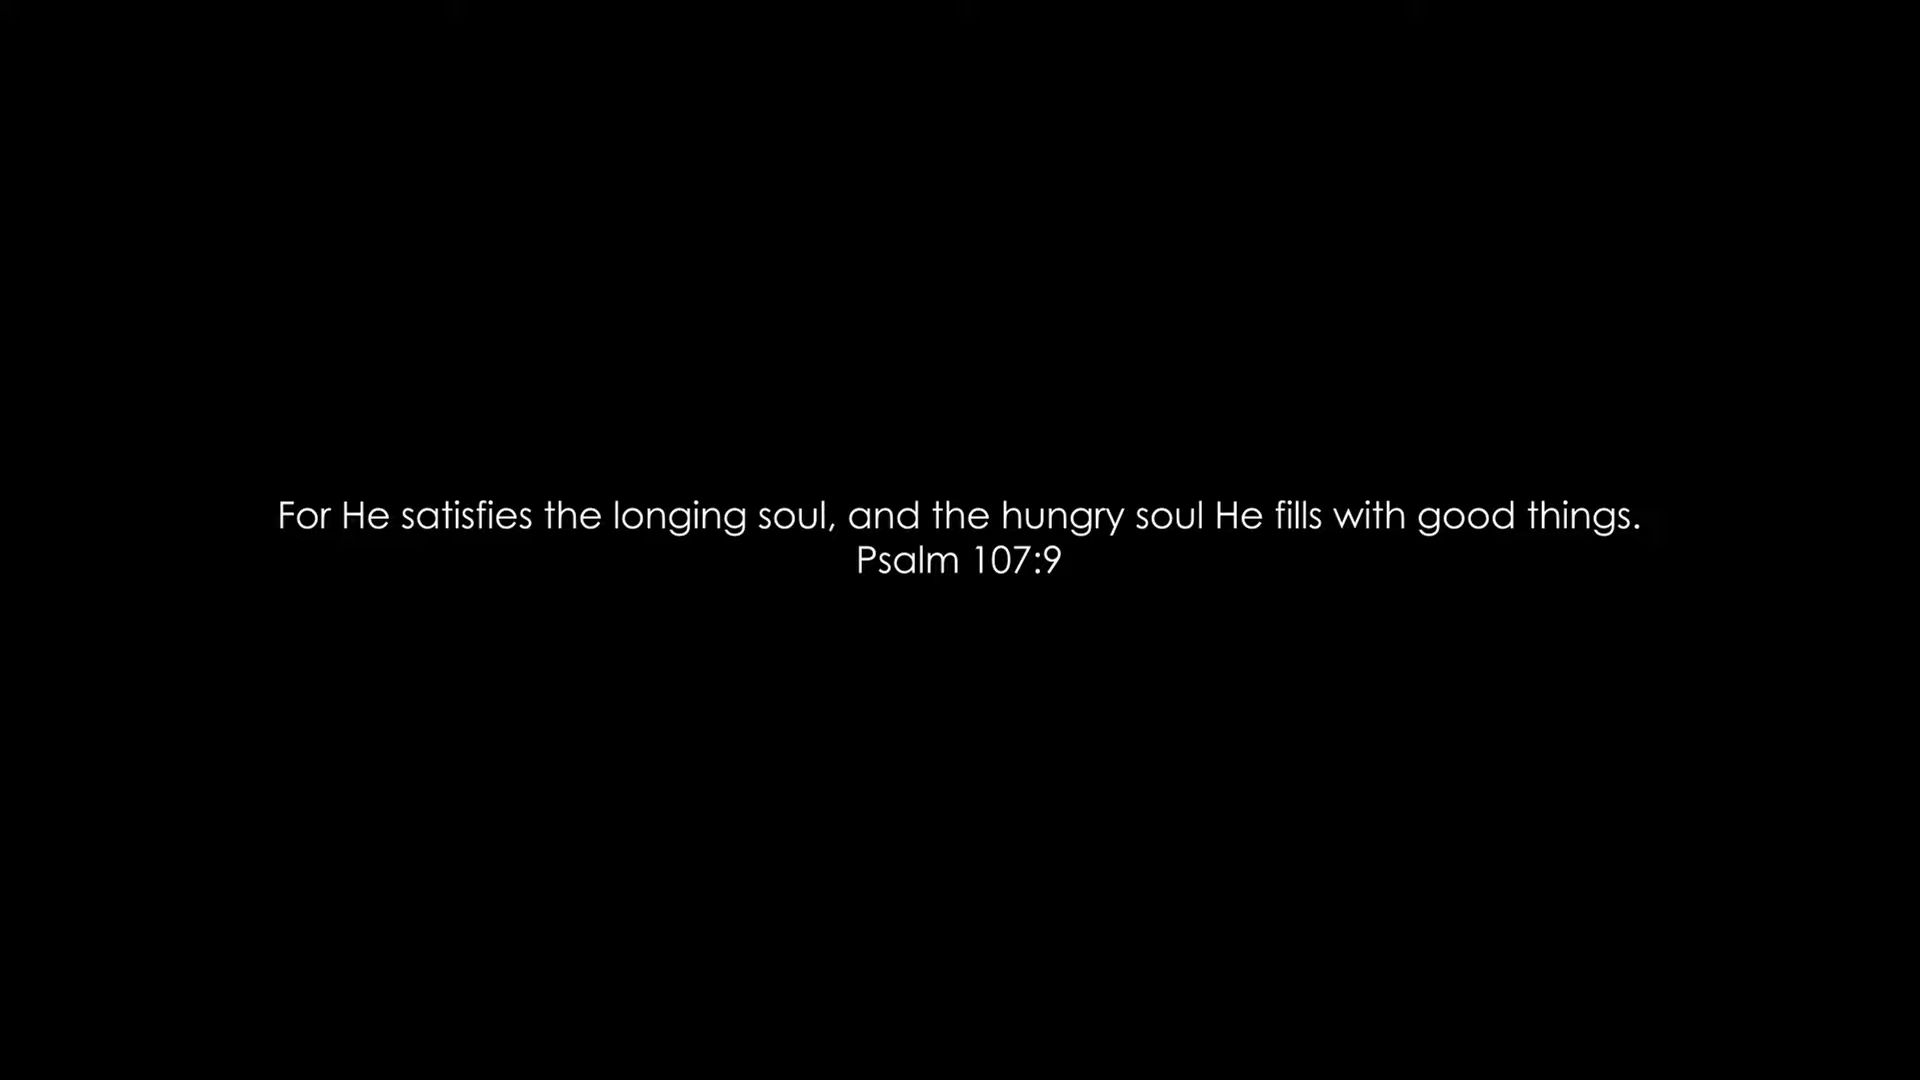 For He satisfies the longing soul, and the hungry soul He fills with good things.
Psalm 107:9